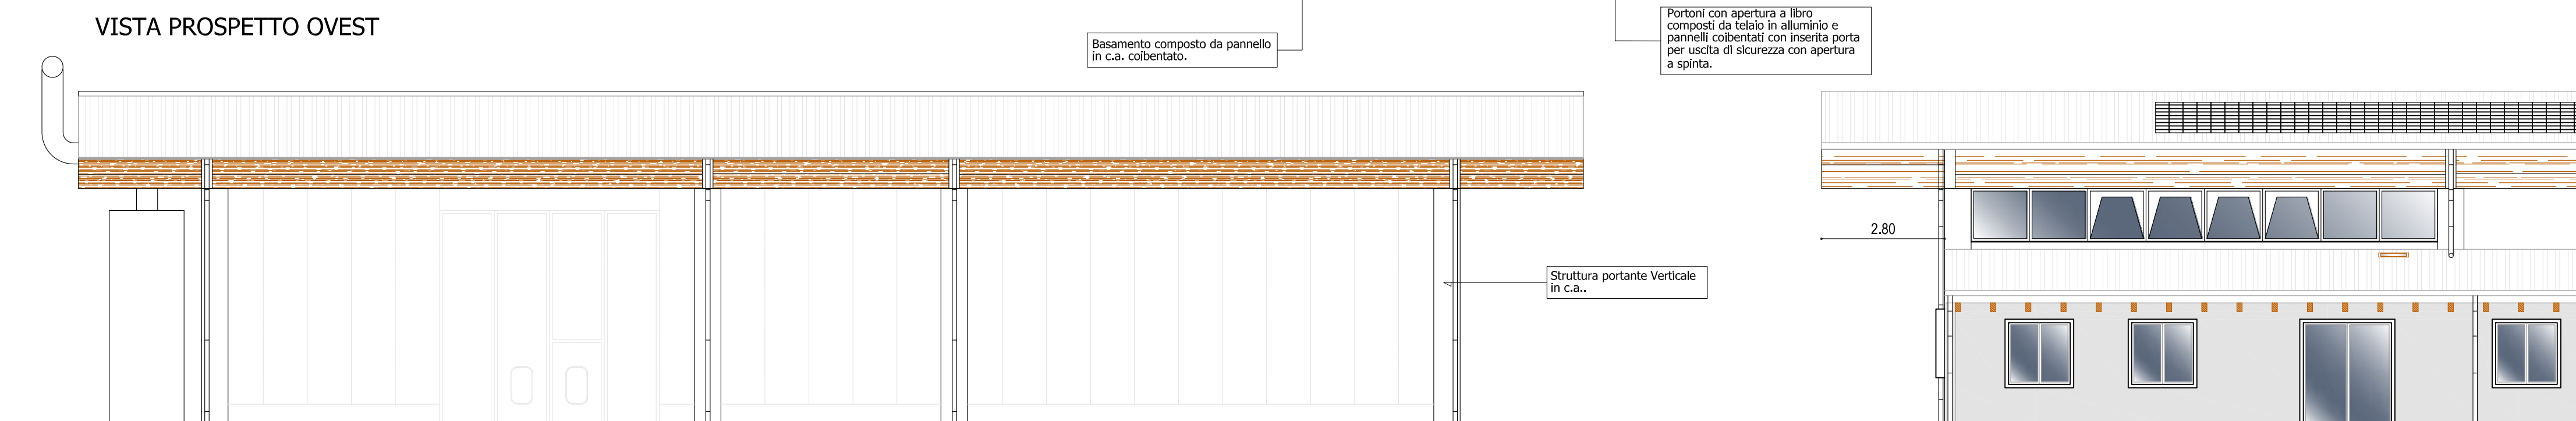 VISTA PROSPETTO OVEST
Basamento composto da pannello
in c.a. coibentato.
Portoni con apertura a libro
composti da telaio in alluminio e
pannelli coibentati con inserita porta
per uscita di sicurezza con apertura
a spinta.
2.80
Struttura portante Verticale
in c.a..